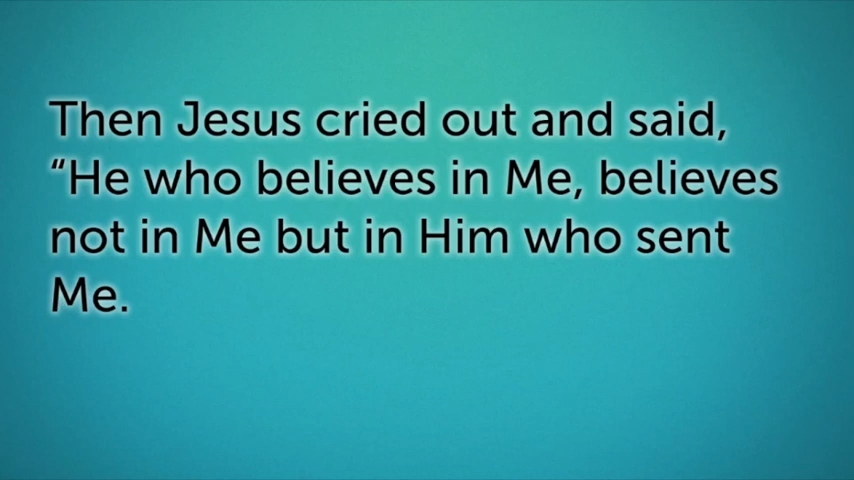 Then Jesus cried out and said,
“He who believes in Me, believes
not in Me but in Him who sent
Me.